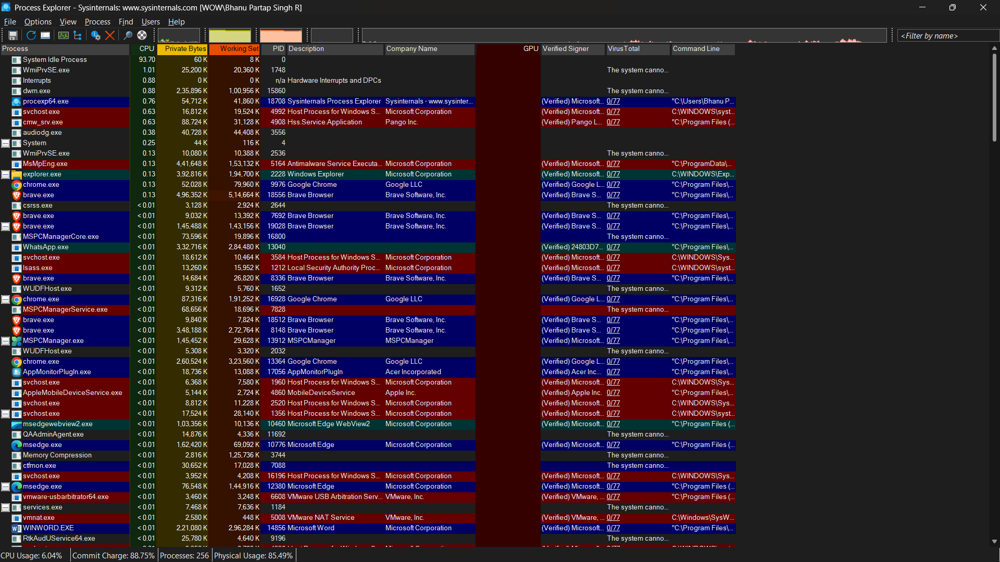 Process Explorer - Sysinternals: www.sysinternals.com [WOW\Bhanu Partap Singh R]
File Options View Process Find Users Help
<Filter by name>
Process CPU Private Bytes Working Set PID Description Company Name GPU Verified Signer VirusTotal Command Line
System Idle Process 93.70 60 K 8 K 0
WmiPrvSE.exe 1.01 25,200 K 20,360 K 1748 The system canno...
Interrupts 0.88 0 K 0 K n/a Hardware Interrupts and DPCs
dwm.exe 0.88 2,35,896 K 1,00,956 K 15860 The system canno...
procexp64.exe 0.76 54,712 K 41,860 K 18708 Sysinternals Process Explorer Sysinternals - www.sysinter... (Verified) Microsoft... 0/77 "C:\Users\Bhanu P...
svchost.exe 0.63 16,812 K 19,524 K 4992 Host Process for Windows S... Microsoft Corporation (Verified) Microsoft... 0/77 C:\WINDOWS\syst...
cmw_srv.exe 0.63 88,724 K 31,128 K 4908 Hss.Service.Application Pango Inc. (Verified) Pango L... 0/77 "C:\Program Files (...
audiodg.exe 0.38 40,728 K 44,408 K 3556
System 0.25 44 K 116 K 4
WmiPrvSE.exe 0.13 10,080 K 10,388 K 2536 The system canno...
MsMpEng.exe 0.13 4,41,648 K 1,53,132 K 5164 Antimalware Service Executa... Microsoft Corporation (Verified) Microsoft... 0/77 "C:\ProgramData\...
explorer.exe 0.13 3,92,816 K 1,94,700 K 2228 Windows Explorer Microsoft Corporation (Verified) Microsoft... 0/77 C:\WINDOWS\Exp...
chrome.exe 0.13 52,028 K 79,960 K 9976 Google Chrome Google LLC (Verified) Google L... 0/77 "C:\Program Files\...
brave.exe 0.13 4,96,352 K 5,14,664 K 18556 Brave Browser Brave Software, Inc. (Verified) Brave S... 0/77 "C:\Program Files\...
csrss.exe < 0.01 3,128 K 2,924 K 2644 The system canno...
brave.exe < 0.01 9,032 K 13,392 K 7692 Brave Browser Brave Software, Inc. (Verified) Brave S... 0/77 "C:\Program Files\...
brave.exe < 0.01 1,45,488 K 1,43,156 K 19028 Brave Browser Brave Software, Inc. (Verified) Brave S... 0/77 "C:\Program Files\...
MSPCManagerCore.exe < 0.01 73,596 K 19,896 K 16800 The system canno...
WhatsApp.exe < 0.01 3,32,716 K 2,84,480 K 13040 (Verified) 24803D7... 0/77 "C:\Program Files\...
svchost.exe < 0.01 18,612 K 10,464 K 3584 Host Process for Windows S... Microsoft Corporation (Verified) Microsoft... 0/77 C:\WINDOWS\Sys...
lsass.exe < 0.01 13,260 K 15,952 K 1212 Local Security Authority Proc... Microsoft Corporation (Verified) Microsoft... 0/77 C:\WINDOWS\syst...
brave.exe < 0.01 14,684 K 26,820 K 8336 Brave Browser Brave Software, Inc. (Verified) Brave S... 0/77 "C:\Program Files\...
WUDFHost.exe < 0.01 9,312 K 5,760 K 1652 The system canno...
chrome.exe < 0.01 87,316 K 1,91,252 K 16928 Google Chrome Google LLC (Verified) Google L... 0/77 "C:\Program Files\...
MSPCManagerService.exe < 0.01 68,656 K 18,696 K 7828 The system canno...
brave.exe < 0.01 9,840 K 7,824 K 18512 Brave Browser Brave Software, Inc. (Verified) Brave S... 0/77 "C:\Program Files\...
brave.exe < 0.01 3,48,188 K 2,72,764 K 8148 Brave Browser Brave Software, Inc. (Verified) Brave S... 0/77 "C:\Program Files\...
MSPCManager.exe < 0.01 1,45,452 K 29,628 K 13912 MSPCManager MSPCManager (Verified) Microsoft... 0/77 "C:\Program Files\...
WUDFHost.exe < 0.01 5,308 K 3,320 K 2032 The system canno...
chrome.exe < 0.01 2,60,524 K 3,23,560 K 13364 Google Chrome Google LLC (Verified) Google L... 0/77 "C:\Program Files\...
AppMonitorPlugIn.exe < 0.01 18,736 K 13,088 K 17056 AppMonitorPlugIn Acer Incorporated (Verified) Acer Inc... 0/77 "C:\Program Files\...
svchost.exe < 0.01 6,368 K 7,580 K 1960 Host Process for Windows S... Microsoft Corporation (Verified) Microsoft... 0/77 C:\WINDOWS\Sys...
AppleMobileDeviceService.exe < 0.01 5,144 K 2,724 K 4860 MobileDeviceService Apple Inc. (Verified) Apple Inc. 0/77 "C:\Program Files\...
svchost.exe < 0.01 8,812 K 11,228 K 2520 Host Process for Windows S... Microsoft Corporation (Verified) Microsoft... 0/77 C:\WINDOWS\Sys...
svchost.exe < 0.01 17,524 K 28,140 K 1356 Host Process for Windows S... Microsoft Corporation (Verified) Microsoft... 0/77 C:\WINDOWS\syst...
msedgewebview2.exe < 0.01 1,03,356 K 10,136 K 10460 Microsoft Edge WebView2 Microsoft Corporation (Verified) Microsoft... 0/77 "C:\Program Files (...
QAAdminAgent.exe < 0.01 14,876 K 4,336 K 11692 The system canno...
msedge.exe < 0.01 1,62,420 K 69,092 K 10776 Microsoft Edge Microsoft Corporation (Verified) Microsoft... 0/77 "C:\Program Files (...
Memory Compression < 0.01 2,816 K 1,25,736 K 3744 The system canno...
ctfmon.exe < 0.01 30,652 K 17,028 K 7088 The system canno...
svchost.exe < 0.01 3,952 K 4,208 K 16196 Host Process for Windows S... Microsoft Corporation (Verified) Microsoft... 0/77 C:\WINDOWS\Sys...
msedge.exe < 0.01 76,548 K 1,44,916 K 12380 Microsoft Edge Microsoft Corporation (Verified) Microsoft... 0/77 "C:\Program Files (...
vmware-usbarbitrator64.exe < 0.01 3,460 K 3,248 K 6608 VMware USB Arbitration Serv... VMware, Inc. (Verified) VMware, ... 0/77 "C:\Program Files (...
services.exe < 0.01 7,468 K 7,636 K 1184 The system canno...
vmnat.exe < 0.01 2,580 K 448 K 5008 VMware NAT Service VMware, Inc. (Verified) VMware, ... 0/77 C:\Windows\SysW...
WINWORD.EXE < 0.01 2,21,080 K 2,96,284 K 14856 Microsoft Word Microsoft Corporation (Verified) Microsoft... 0/77 "C:\Program Files\...
RtkAudUService64.exe < 0.01 25,780 K 4,640 K 9196 The system canno...
CPU Usage: 6.04% Commit Charge: 88.75% Processes: 256 Physical Usage: 85.49%